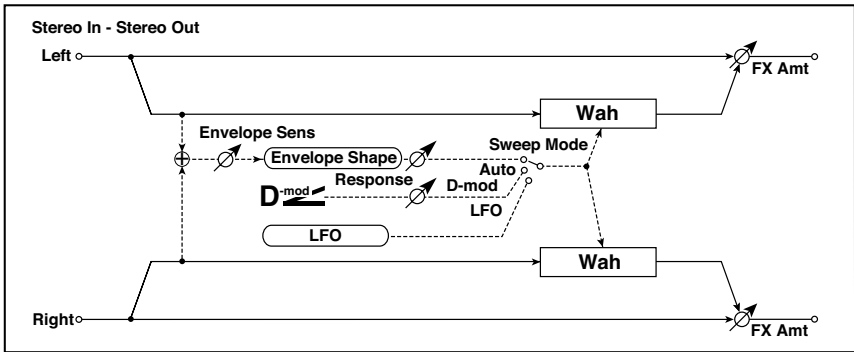 Stereo In - Stereo Out
Left
FX Amt
Wah
Envelope Sens
Sweep Mode
Envelope Shape
Auto
Response
D-mod
D-mod
LFO
LFO
Wah
Right
FX Amt